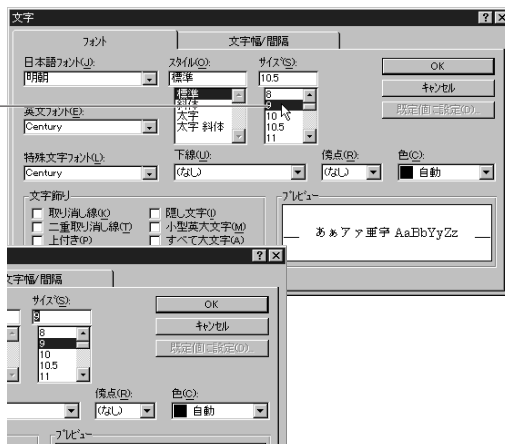 文字
フォント 文字幅/間隔
日本語フォント(J): スタイル(O): サイズ(S):
明朝 標準 10.5 OK
標準 8 キャンセル
斜体 9 既定値に設定(D)...
英文フォント(E): 太字 10
Century 太字 斜体 10.5
11
特殊文字フォント(L): 下線(U): 傍点(R): 色(C):
Century (なし) (なし) 自動
文字飾り プレビュー
取り消し線(K) 隠し文字(I)
二重取り消し線(T) 小型英大文字(M) あぁアァ亜宇 AaBbYyZz
上付き(P) すべて大文字(A)
文字幅/間隔
サイズ(S):
9 OK
8 キャンセル
9 既定値に設定(D)...
10
10.5
11
傍点(R): 色(C):
(なし) 自動
プレビュー